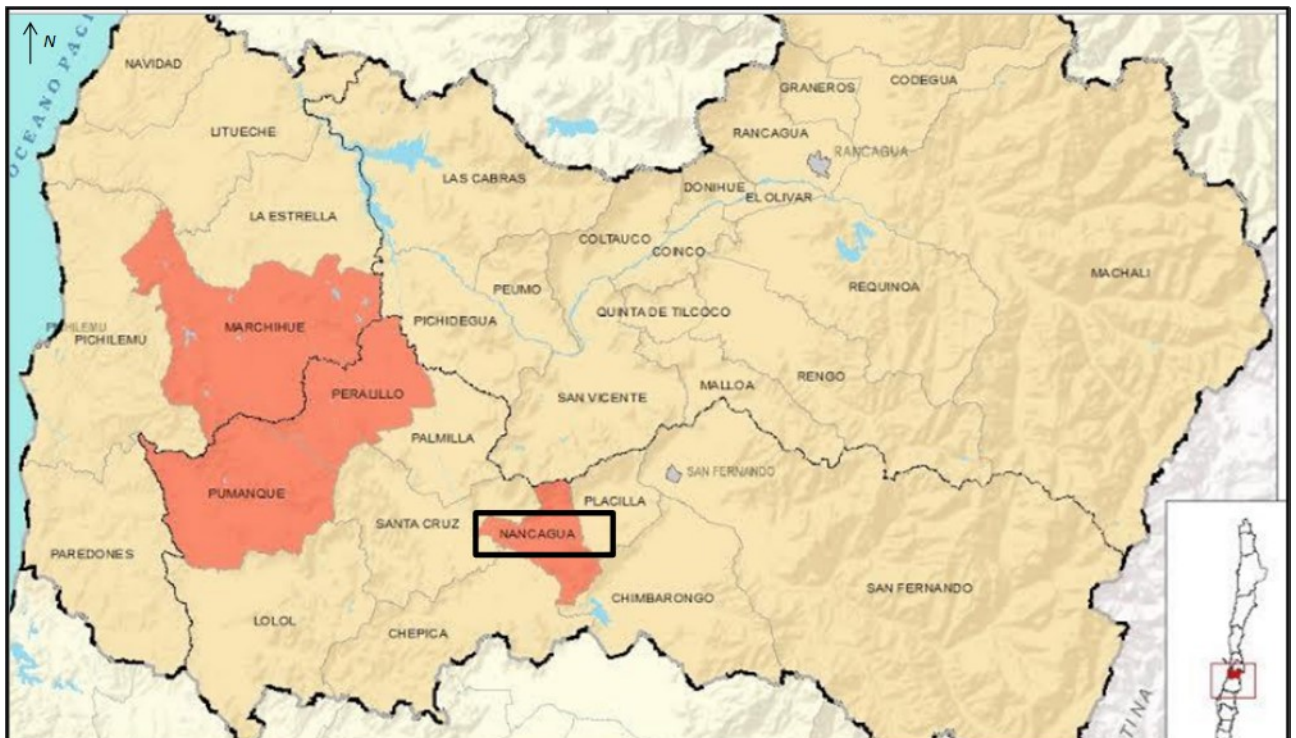 N
OCEANO PACI
NAVIDAD
LITUECHE
LA ESTRELLA
LAS CABRAS
GRANEROS
CODEGUA
RANCAGUA
RANCAGUA
DONIHUE
EL OLIVAR
COLTAUCO
COINCO
MACHALI
REQUINOA
PEUMO
QUINTA DE TILCOCO
PICHIDEGUA
MARCHIHUE
PICHILEMU
PICHILEMU
RENGO
MALLOA
SAN VICENTE
PERALILLO
PALMILLA
SAN FERNANDO
PUMANQUE
PLACILLA
SANTA CRUZ
NANCAGUA
PAREDONES
SAN FERNANDO
CHIMBARONGO
LOLOL
CHEPICA
TINA